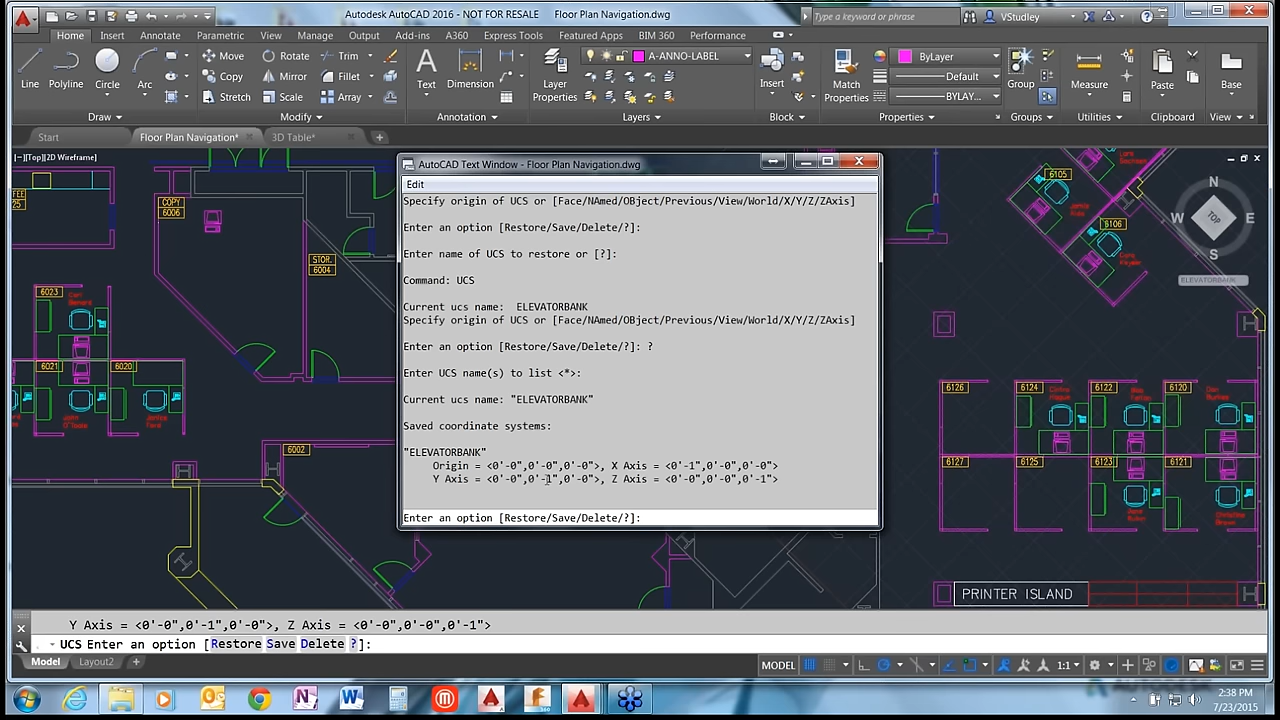 Autodesk AutoCAD 2016 - NOT FOR RESALE Floor Plan Navigation.dwg
Type a keyword or phrase
VStudley
Home Insert Annotate Parametric View Manage Output Add-ins A360 Express Tools Featured Apps BIM 360 Performance
Line Polyline Circle Arc
Move Rotate Trim
Copy Mirror Fillet
Stretch Scale Array
Text Dimension
Layer Properties
A-ANNO-LABEL
Insert
Match Properties
ByLayer
Default
BYLAY...
Group
Measure
Paste
Base
Draw Modify Annotation Layers Block Properties Groups Utilities Clipboard View
Start Floor Plan Navigation* 3D Table*
[−][Top][2D Wireframe]
AutoCAD Text Window - Floor Plan Navigation.dwg
Edit
Specify origin of UCS or [Face/NAmed/OBject/Previous/View/World/X/Y/Z/ZAxis]
Enter an option [Restore/Save/Delete/?]:
Enter name of UCS to restore or [?]:
Command: UCS
Current ucs name:  ELEVATORBANK
Specify origin of UCS or [Face/NAmed/OBject/Previous/View/World/X/Y/Z/ZAxis]
Enter an option [Restore/Save/Delete/?]: ?
Enter UCS name(s) to list <*>:
Current ucs name: "ELEVATORBANK"
Saved coordinate systems:
"ELEVATORBANK"
Origin = <0'-0",0'-0",0'-0">, X Axis = <0'-1",0'-0",0'-0">
Y Axis = <0'-0",0'-1",0'-0">, Z Axis = <0'-0",0'-0",0'-1">
Enter an option [Restore/Save/Delete/?]:
FEE
25
COPY
6006
STOR.
6004
6023
6021
6020
John O'Toole
6002
6105
6106
N
W TOP E
S
ELEVATORBANK
6126 6124 6122 6120
6127 6125 6123 6121
PRINTER ISLAND
Y Axis = <0'-0",0'-1",0'-0">, Z Axis = <0'-0",0'-0",0'-1">
UCS Enter an option [Restore Save Delete ?]:
Model Layout2
MODEL
1:1
2:38 PM
7/23/2015